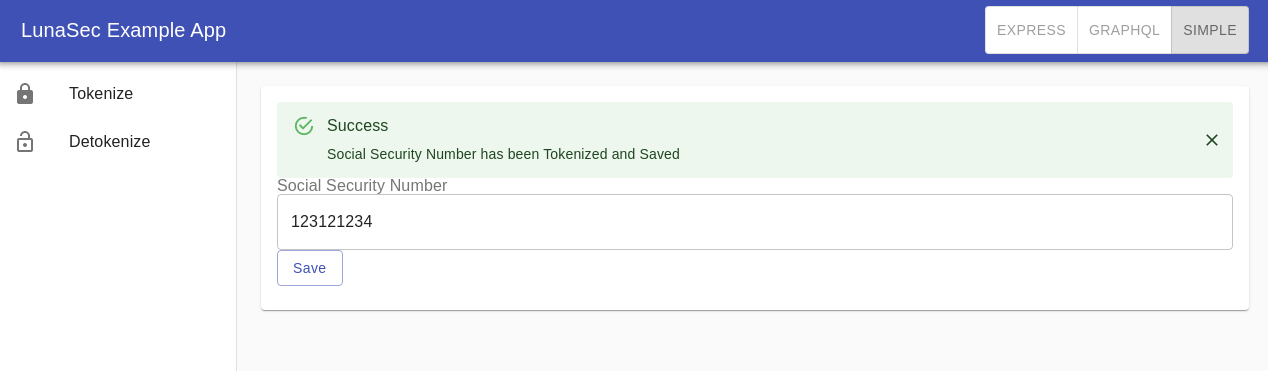 LunaSec Example App
EXPRESS GRAPHQL SIMPLE
Tokenize
Detokenize
Success
Social Security Number has been Tokenized and Saved
Social Security Number
123121234
Save